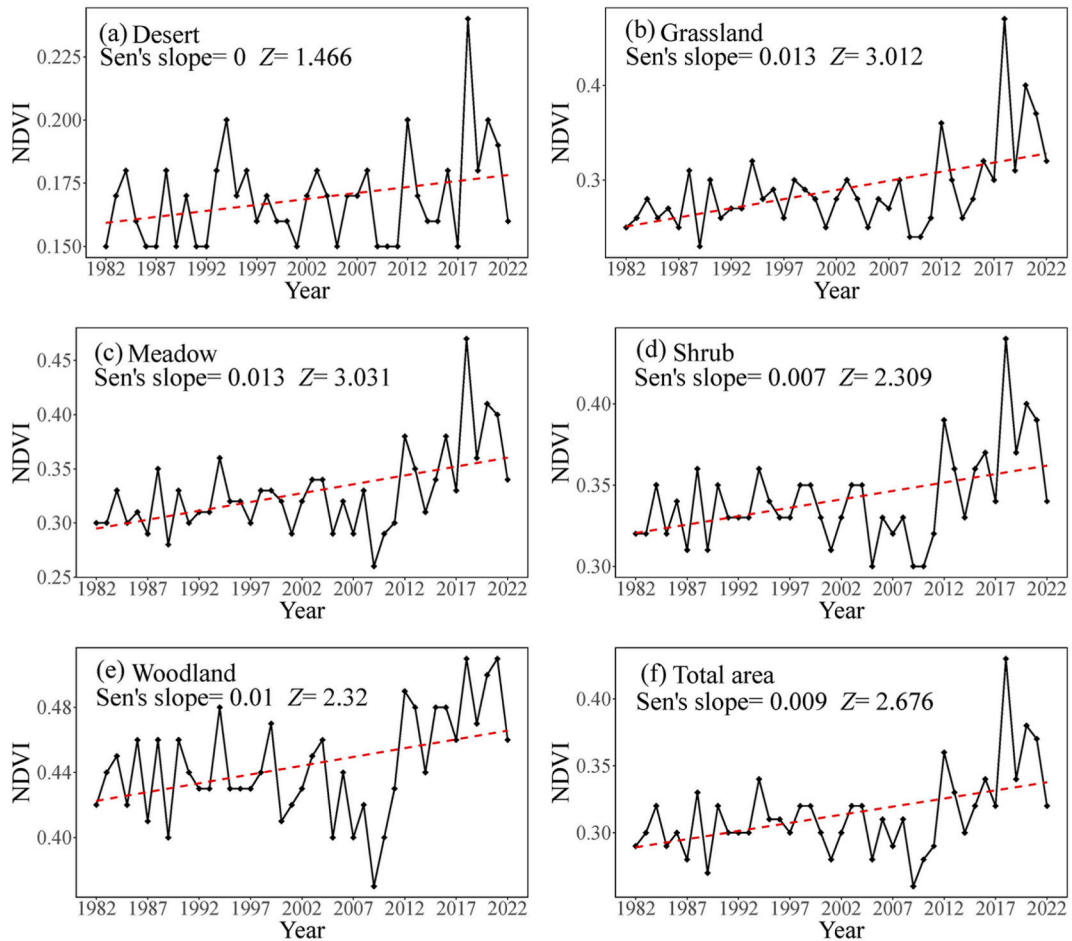 (a) Desert
Sen's slope= 0 Z= 1.466
NDVI
0.225
0.200
0.175
0.150
1982 1987 1992 1997 2002 2007 2012 2017 2022
Year
(b) Grassland
Sen's slope= 0.013 Z= 3.012
NDVI
0.4
0.3
1982 1987 1992 1997 2002 2007 2012 2017 2022
Year
(c) Meadow
Sen's slope= 0.013 Z= 3.031
NDVI
0.45
0.40
0.35
0.30
0.25
1982 1987 1992 1997 2002 2007 2012 2017 2022
Year
(d) Shrub
Sen's slope= 0.007 Z= 2.309
NDVI
0.40
0.35
0.30
1982 1987 1992 1997 2002 2007 2012 2017 2022
Year
(e) Woodland
Sen's slope= 0.01 Z= 2.32
NDVI
0.48
0.44
0.40
1982 1987 1992 1997 2002 2007 2012 2017 2022
Year
(f) Total area
Sen's slope= 0.009 Z= 2.676
NDVI
0.40
0.35
0.30
1982 1987 1992 1997 2002 2007 2012 2017 2022
Year